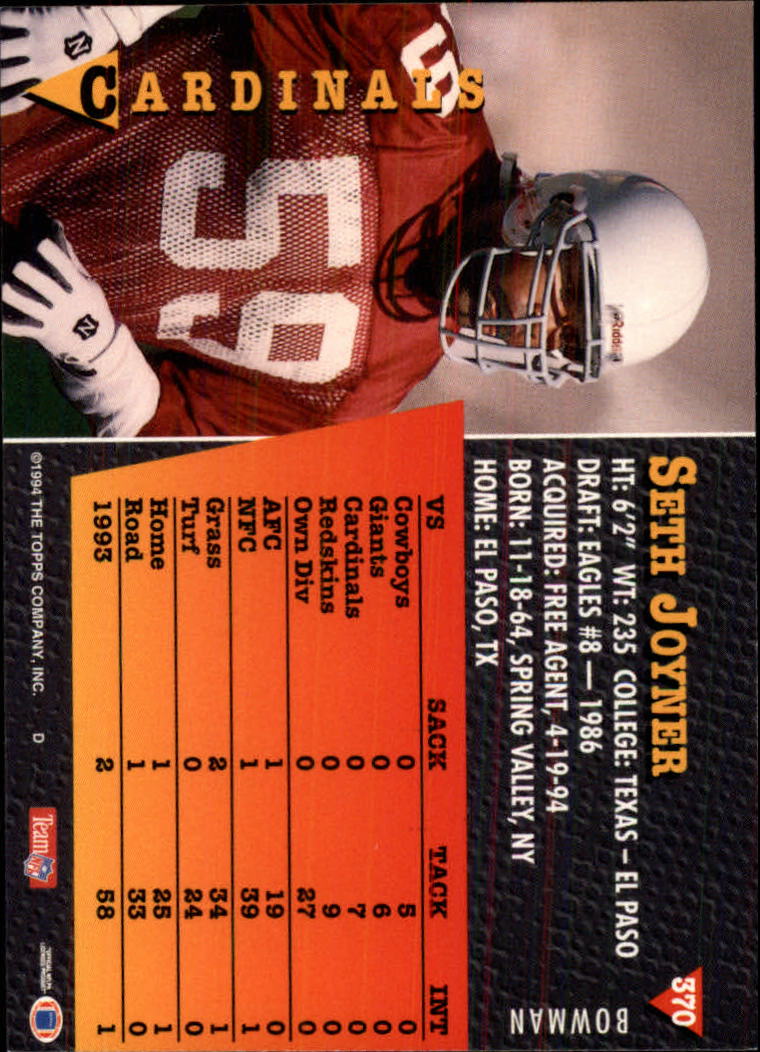 CARDINALS
59
Riddell
N
N
370
BOWMAN
SETH JOYNER
HT: 6'2" WT: 235 COLLEGE: TEXAS – EL PASO
DRAFT: EAGLES #8 — 1986
ACQUIRED: FREE AGENT, 4-19-94
BORN: 11-18-64, SPRING VALLEY, NY
HOME: EL PASO, TX
VS SACK TACK INT
Cowboys 0 5 0
Giants 0 6 0
Cardinals 0 7 0
Redskins 0 9 0
Own Div 0 27 0
AFC 1 19 0
NFC 1 39 1
Grass 2 34 1
Turf 0 24 0
Home 1 25 1
Road 1 33 0
1993 2 58 1
©1994 THE TOPPS COMPANY, INC. D
Team NFL